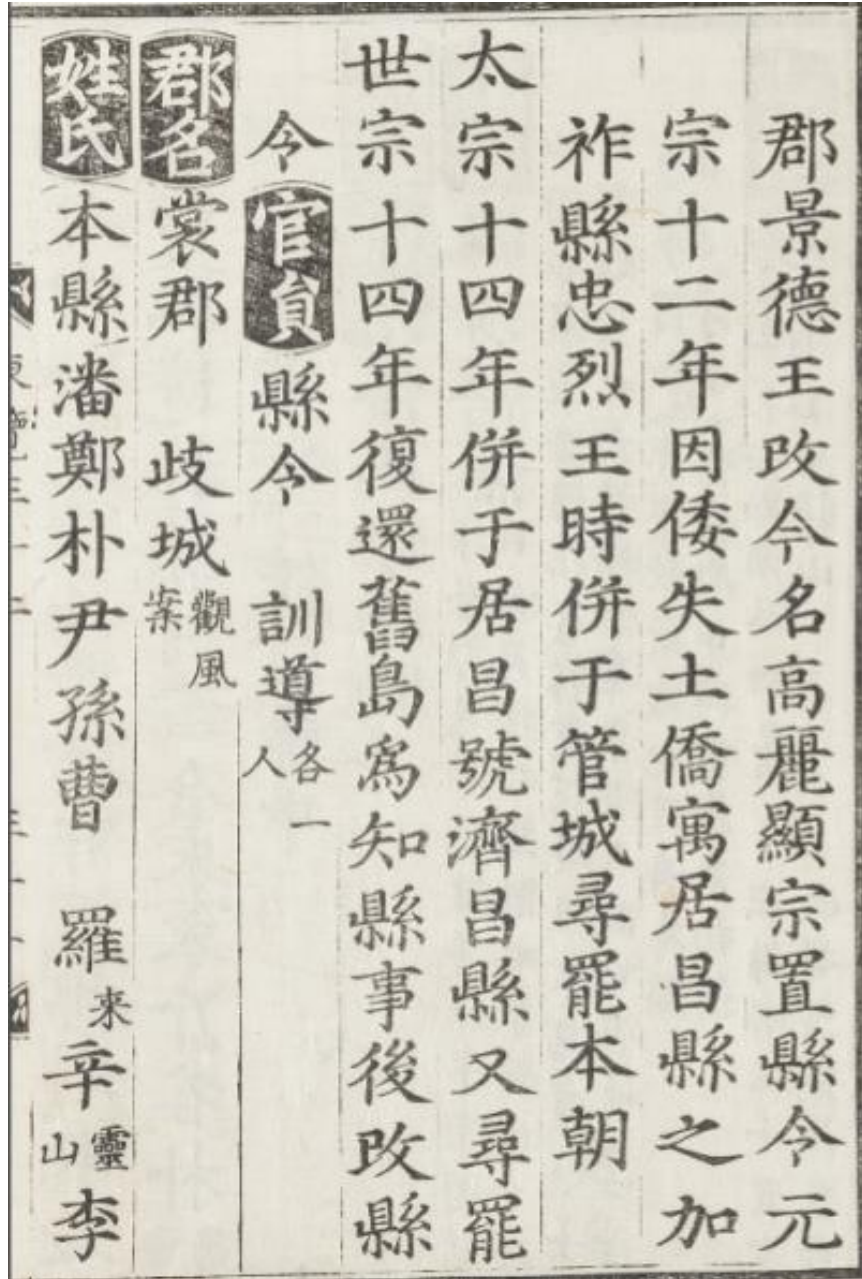 郡景德王改今名高麗顯宗置縣令元
宗十二年因倭失土僑寓居昌縣之加
祚縣忠烈王時併于管城尋罷本朝
太宗十四年併于居昌號濟昌縣又尋罷
世宗十四年復還舊島爲知縣事後改縣
令官貟縣令 訓導各一人
郡名裳郡 歧城觀風案
姓氏本縣潘鄭朴尹孫曹 羅来辛靈山李